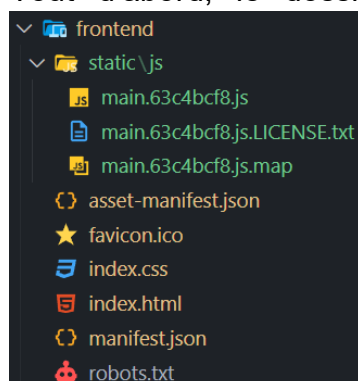 frontend
static\js
JS main.63c4bcf8.js
main.63c4bcf8.js.LICENSE.txt
main.63c4bcf8.js.map
{} asset-manifest.json
favicon.ico
index.css
index.html
{} manifest.json
robots.txt